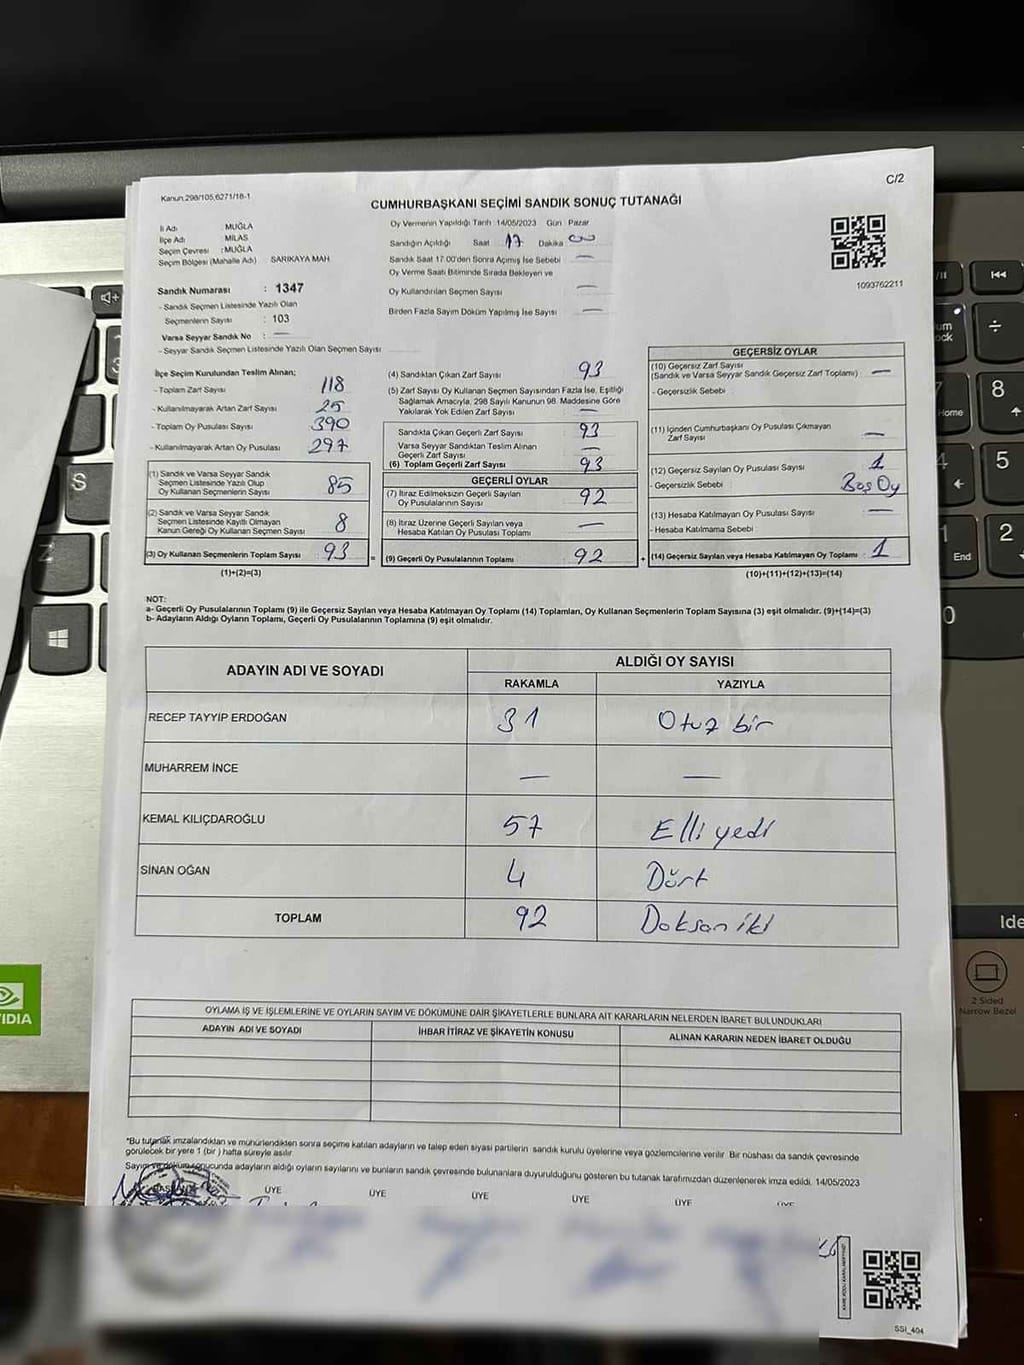 C/2
Kanun:298/105,6271/18-1
CUMHURBAŞKANI SEÇİMİ SANDIK SONUÇ TUTANAĞI
İl Adı : MUĞLA
İlçe Adı : MİLAS
Seçim Çevresi : MUĞLA
Seçim Bölgesi (Mahalle Adı) : SARIKAYA MAH.
Oy Vermenin Yapıldığı Tarih :14/05/2023 Gün : Pazar
Sandığın Açıldığı Saat 17 Dakika 00
Sandık Saat 17.00'den Sonra Açılmış İse Sebebi —
Oy Verme Saati Bitiminde Sırada Bekleyen ve
Oy Kullandırılan Seçmen Sayısı —
Birden Fazla Sayım Döküm Yapılmış İse Sayısı —
1093762211
Sandık Numarası : 1347
- Sandık Seçmen Listesinde Yazılı Olan
Seçmenlerin Sayısı : 103
Varsa Seyyar Sandık No : —
- Seyyar Sandık Seçmen Listesinde Yazılı Olan Seçmen Sayısı
İlçe Seçim Kurulundan Teslim Alınan;
- Toplam Zarf Sayısı 118
- Kullanılmayarak Artan Zarf Sayısı 25
- Toplam Oy Pusulası Sayısı 390
- Kullanılmayarak Artan Oy Pusulası 297
(1) Sandık ve Varsa Seyyar Sandık
Seçmen Listesinde Yazılı Olup
Oy Kullanan Seçmenlerin Sayısı 85
(2) Sandık ve Varsa Seyyar Sandık
Seçmen Listesinde Kayıtlı Olmayan
Kanun Gereği Oy Kullanan Seçmen Sayısı 8
(3) Oy Kullanan Seçmenlerin Toplam Sayısı 93
(1)+(2)=(3)
(4) Sandıktan Çıkan Zarf Sayısı 93
(5) Zarf Sayısı Oy Kullanan Seçmen Sayısından Fazla İse, Eşitliği
Sağlamak Amacıyla, 298 Sayılı Kanunun 98. Maddesine Göre
Yakılarak Yok Edilen Zarf Sayısı —
Sandıkta Çıkan Geçerli Zarf Sayısı 93
Varsa Seyyar Sandıktan Teslim Alınan
Geçerli Zarf Sayısı —
(6) Toplam Geçerli Zarf Sayısı 93
GEÇERLİ OYLAR
(7) İtiraz Edilmeksizin Geçerli Sayılan
Oy Pusulalarının Sayısı 92
(8) İtiraz Üzerine Geçerli Sayılan veya
Hesaba Katılan Oy Pusulası Toplamı —
= (9) Geçerli Oy Pusulalarının Toplamı 92
GEÇERSİZ OYLAR
(10) Geçersiz Zarf Sayısı
(Sandık ve Varsa Seyyar Sandık Geçersiz Zarf Toplamı) : —
- Geçersizlik Sebebi :
(11) İçinden Cumhurbaşkanı Oy Pusulası Çıkmayan
Zarf Sayısı —
(12) Geçersiz Sayılan Oy Pusulası Sayısı 1
- Geçersizlik Sebebi : Boş Oy
(13) Hesaba Katılmayan Oy Pusulası Sayısı —
- Hesaba Katılmama Sebebi :
+ (14) Geçersiz Sayılan veya Hesaba Katılmayan Oy Toplamı : 1
(10)+(11)+(12)+(13)=(14)
NOT:
a- Geçerli Oy Pusulalarının Toplamı (9) ile Geçersiz Sayılan veya Hesaba Katılmayan Oy Toplamı (14) Toplamları, Oy Kullanan Seçmenlerin Toplam Sayısına (3) eşit olmalıdır. (9)+(14)=(3)
b- Adayların Aldığı Oyların Toplamı, Geçerli Oy Pusulalarının Toplamına (9) eşit olmalıdır.
ADAYIN ADI VE SOYADI ALDIĞI OY SAYISI
RAKAMLA YAZIYLA
RECEP TAYYİP ERDOĞAN 31 Otuz bir
MUHARREM İNCE — —
KEMAL KILIÇDAROĞLU 57 Elli yedi
SİNAN OĞAN 4 Dört
TOPLAM 92 Doksan iki
OYLAMA İŞ VE İŞLEMLERİNE VE OYLARIN SAYIM VE DÖKÜMÜNE DAİR ŞİKAYETLERLE BUNLARA AİT KARARLARIN NELERDEN İBARET BULUNDUKLARI
ADAYIN ADI VE SOYADI İHBAR İTİRAZ VE ŞİKAYETİN KONUSU ALINAN KARARIN NEDEN İBARET OLDUĞU
*Bu tutanak imzalandıktan ve mühürlendikten sonra seçime katılan adayların ve talep eden siyasi partilerin sandık kurulu üyelerine veya gözlemcilerine verilir. Bir nüshası da sandık çevresinde
görülecek bir yere 1 (bir ) hafta süreyle asılır.
Sayım ve döküm sonucunda adayların aldığı oyların sayılarını ve bunların sandık çevresinde bulunanlara duyurulduğunu gösteren bu tutanak tarafımızdan düzenlenerek imza edildi. 14/05/2023
BAŞKAN ÜYE ÜYE ÜYE ÜYE ÜYE ÜYE
SSI_404
S
Z
II
Home
8
5
End
2
0
2 Sided
Narrow Bezel